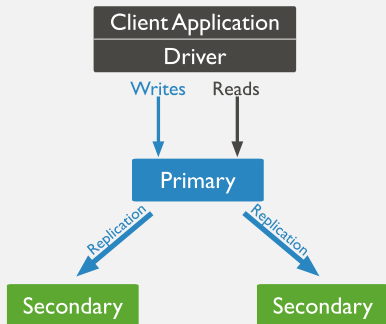 Client Application
Driver
Writes Reads
Primary
Replication Replication
Secondary Secondary